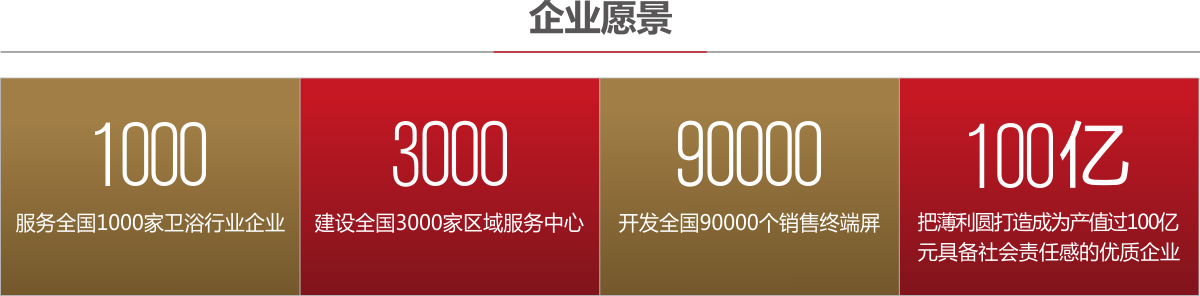 企业愿景
1000
服务全国1000家卫浴行业企业
3000
建设全国3000家区域服务中心
90000
开发全国90000个销售终端屏
100亿
把薄利圆打造成为产值过100亿
元具备社会责任感的优质企业